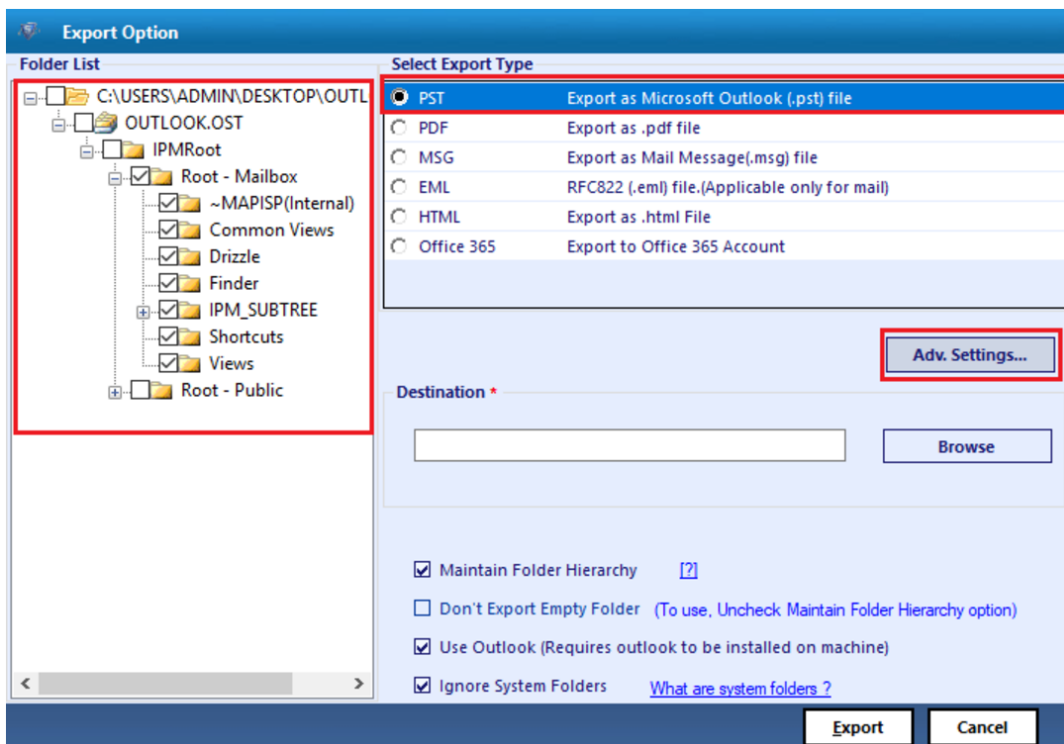 Export Option
Folder List
C:\USERS\ADMIN\DESKTOP\OUTL
OUTLOOK.OST
IPMRoot
Root - Mailbox
~MAPISP(Internal)
Common Views
Drizzle
Finder
IPM_SUBTREE
Shortcuts
Views
Root - Public
Select Export Type
PST Export as Microsoft Outlook (.pst) file
PDF Export as .pdf file
MSG Export as Mail Message(.msg) file
EML RFC822 (.eml) file.(Applicable only for mail)
HTML Export as .html File
Office 365 Export to Office 365 Account
Adv. Settings...
Destination *
Browse
Maintain Folder Hierarchy [?]
Don't Export Empty Folder (To use, Uncheck Maintain Folder Hierarchy option)
Use Outlook (Requires outlook to be installed on machine)
Ignore System Folders What are system folders ?
Export Cancel